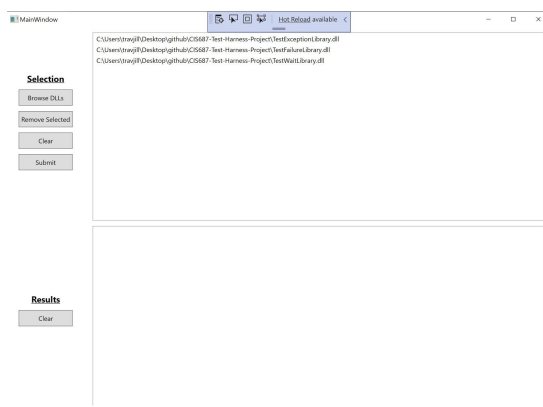 MainWindow
Hot Reload available
C:\Users\travjill\Desktop\github\CIS687-Test-Harness-Project\TestExceptionLibrary.dll
C:\Users\travjill\Desktop\github\CIS687-Test-Harness-Project\TestFailureLibrary.dll
C:\Users\travjill\Desktop\github\CIS687-Test-Harness-Project\TestWaitLibrary.dll
Selection
Browse DLLs
Remove Selected
Clear
Submit
Results
Clear